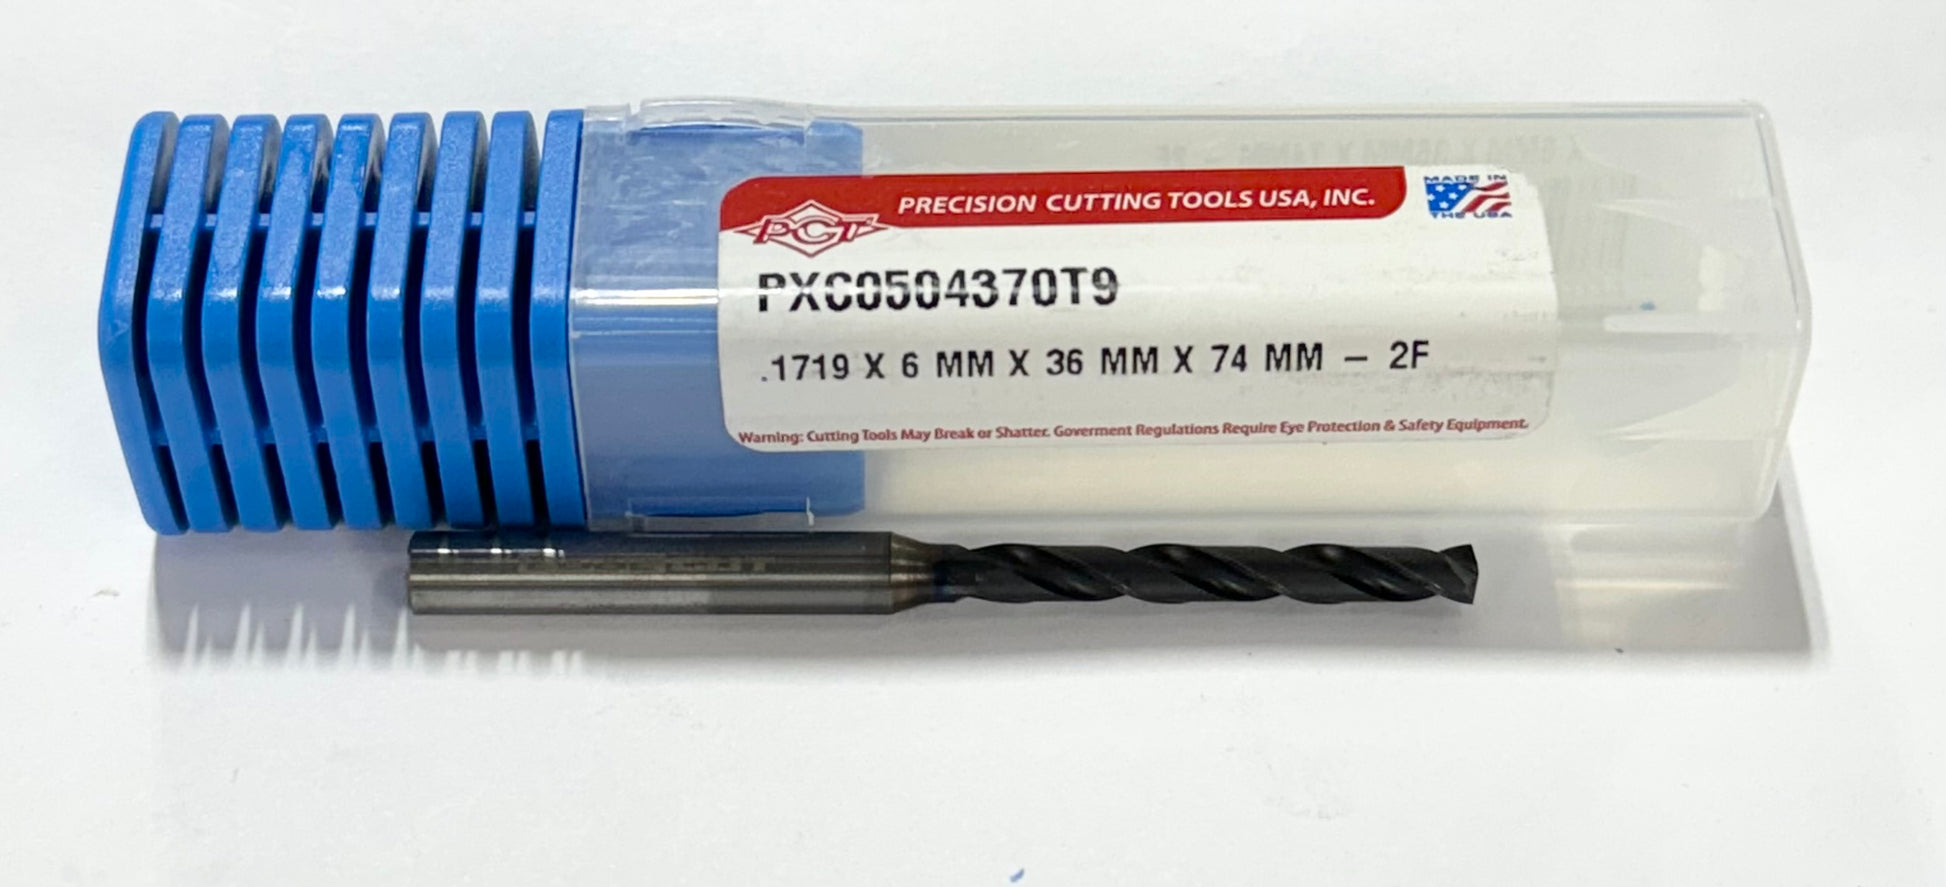 PCT
PRECISION CUTTING TOOLS USA, INC.
MADE IN
THE USA
PXC0504370T9
.1719 X 6 MM X 36 MM X 74 MM – 2F
Warning: Cutting Tools May Break or Shatter. Goverment Regulations Require Eye Protection & Safety Equipment.